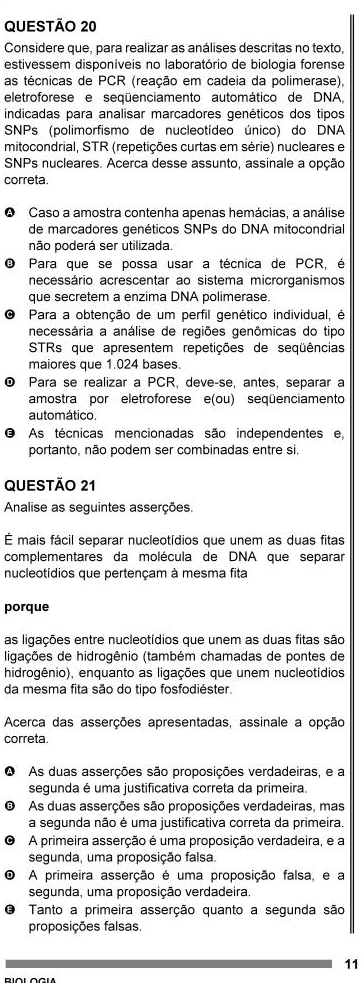 QUESTÃO 20
Considere que, para realizar as análises descritas no texto,
estivessem disponíveis no laboratório de biologia forense
as técnicas de PCR (reação em cadeia da polimerase),
eletroforese e seqüenciamento automático de DNA,
indicadas para analisar marcadores genéticos dos tipos
SNPs (polimorfismo de nucleotídeo único) do DNA
mitocondrial, STR (repetições curtas em série) nucleares e
SNPs nucleares. Acerca desse assunto, assinale a opção
correta.
A Caso a amostra contenha apenas hemácias, a análise
de marcadores genéticos SNPs do DNA mitocondrial
não poderá ser utilizada.
B Para que se possa usar a técnica de PCR, é
necessário acrescentar ao sistema microrganismos
que secretem a enzima DNA polimerase.
C Para a obtenção de um perfil genético individual, é
necessária a análise de regiões genômicas do tipo
STRs que apresentem repetições de seqüências
maiores que 1.024 bases.
D Para se realizar a PCR, deve-se, antes, separar a
amostra por eletroforese e(ou) seqüenciamento
automático.
E As técnicas mencionadas são independentes e,
portanto, não podem ser combinadas entre si.
QUESTÃO 21
Analise as seguintes asserções.
É mais fácil separar nucleotídios que unem as duas fitas
complementares da molécula de DNA que separar
nucleotídios que pertençam à mesma fita
porque
as ligações entre nucleotídios que unem as duas fitas são
ligações de hidrogênio (também chamadas de pontes de
hidrogênio), enquanto as ligações que unem nucleotídios
da mesma fita são do tipo fosfodiéster.
Acerca das asserções apresentadas, assinale a opção
correta.
A As duas asserções são proposições verdadeiras, e a
segunda é uma justificativa correta da primeira.
B As duas asserções são proposições verdadeiras, mas
a segunda não é uma justificativa correta da primeira.
C A primeira asserção é uma proposição verdadeira, e a
segunda, uma proposição falsa.
D A primeira asserção é uma proposição falsa, e a
segunda, uma proposição verdadeira.
E Tanto a primeira asserção quanto a segunda são
proposições falsas.
11
BIOLOGIA